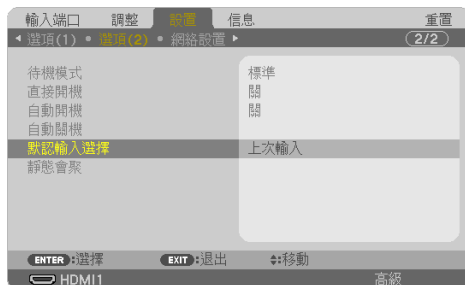 輸入端口 調整 設置 信息 重置
選項(1) 選項(2) 網絡設置 2/2
待機模式 標準
直接開機 關
自動開機 關
自動關機
默認輸入選擇 上次輸入
靜態會聚
ENTER:選擇 EXIT:退出 :移動
HDMI1 高級